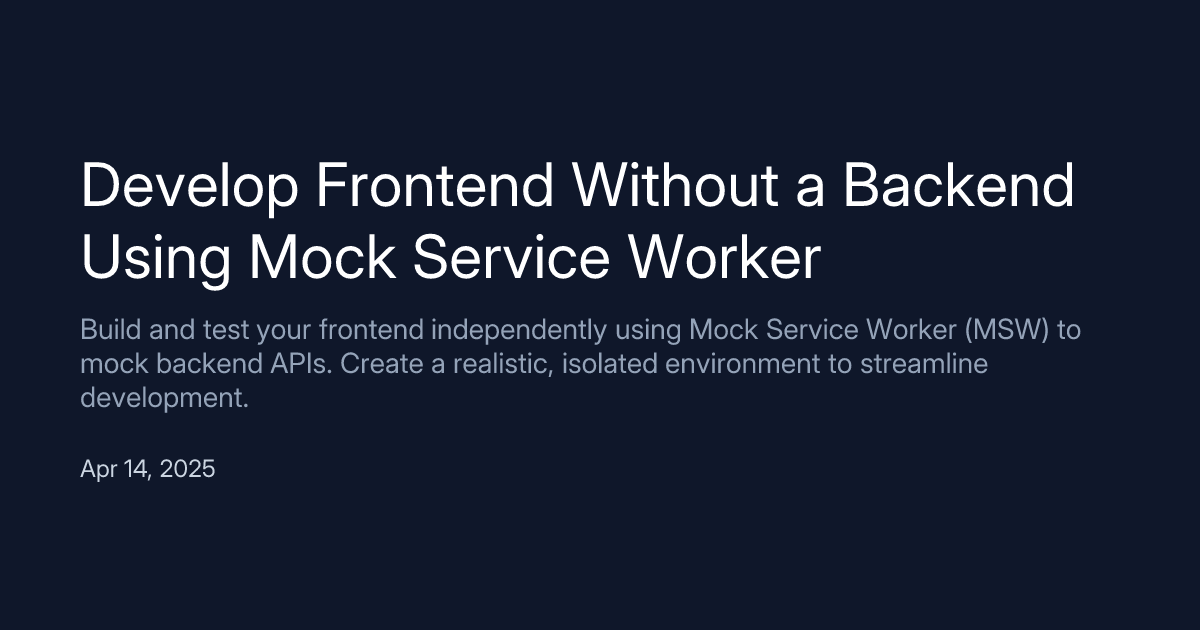 Develop Frontend Without a Backend
Using Mock Service Worker
Build and test your frontend independently using Mock Service Worker (MSW) to
mock backend APIs. Create a realistic, isolated environment to streamline
development.
Apr 14, 2025